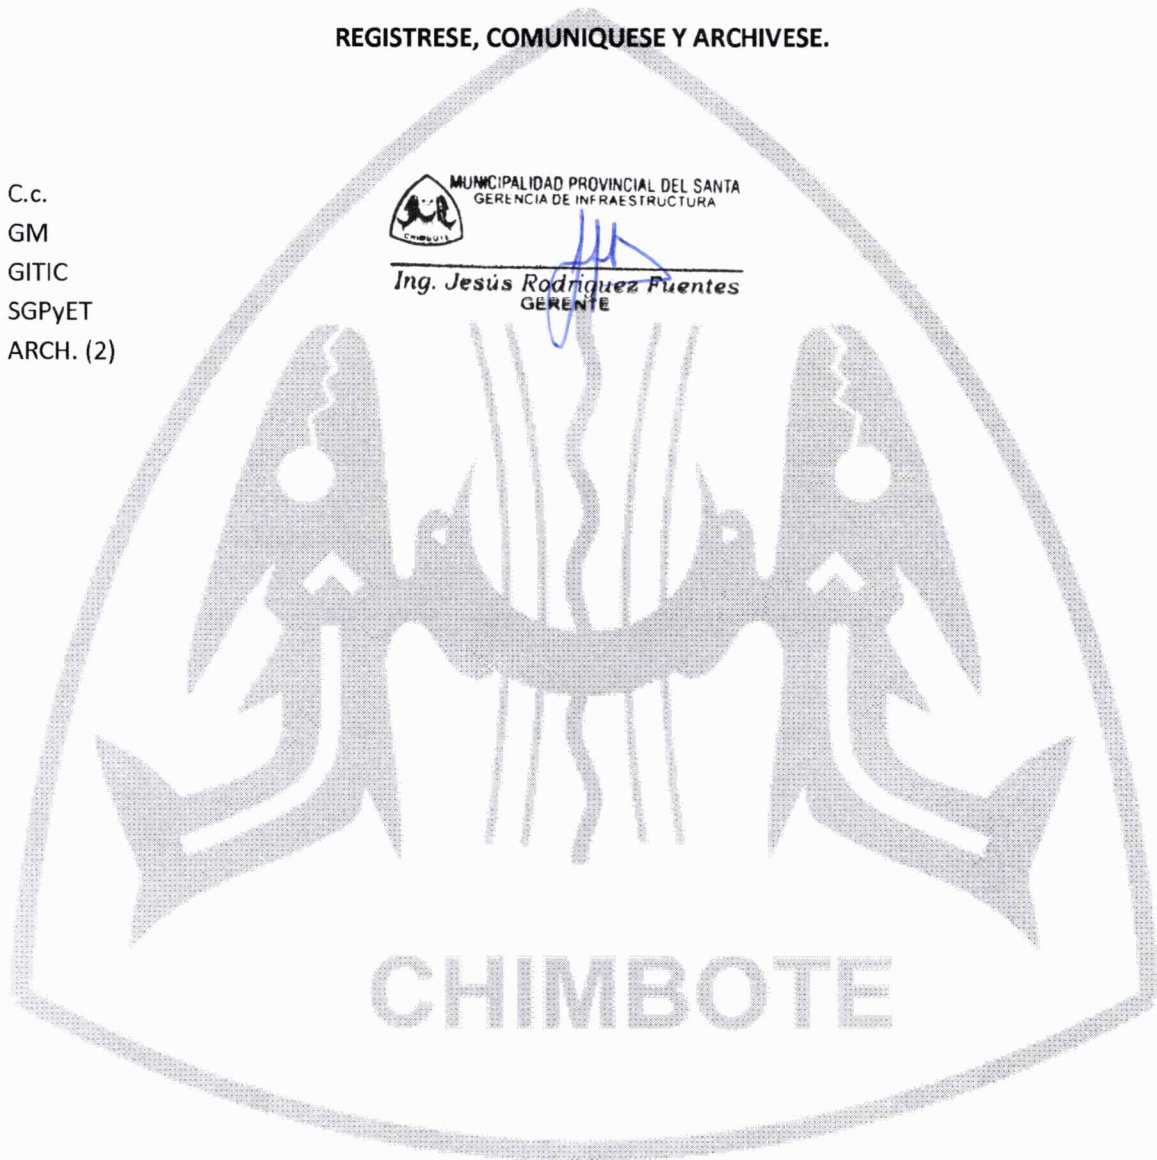 REGISTRESE, COMUNIQUESE Y ARCHIVESE.
C.c.
GM
GITIC
SGPyET
ARCH. (2)
MUNICIPALIDAD PROVINCIAL DEL SANTA
GERENCIA DE INFRAESTRUCTURA
CHIMBOTE
Ing. Jesús Rodriguez Fuentes
GERENTE
CHIMBOTE